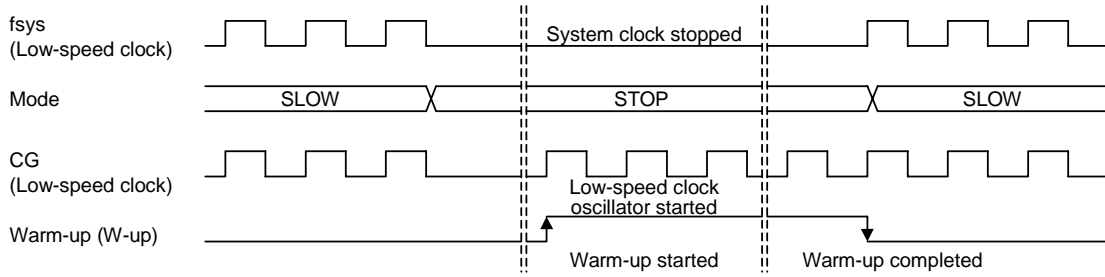 fsys
(Low-speed clock)
System clock stopped
Mode
SLOW
STOP
SLOW
CG
(Low-speed clock)
Low-speed clock
oscillator started
Warm-up (W-up)
Warm-up started
Warm-up completed